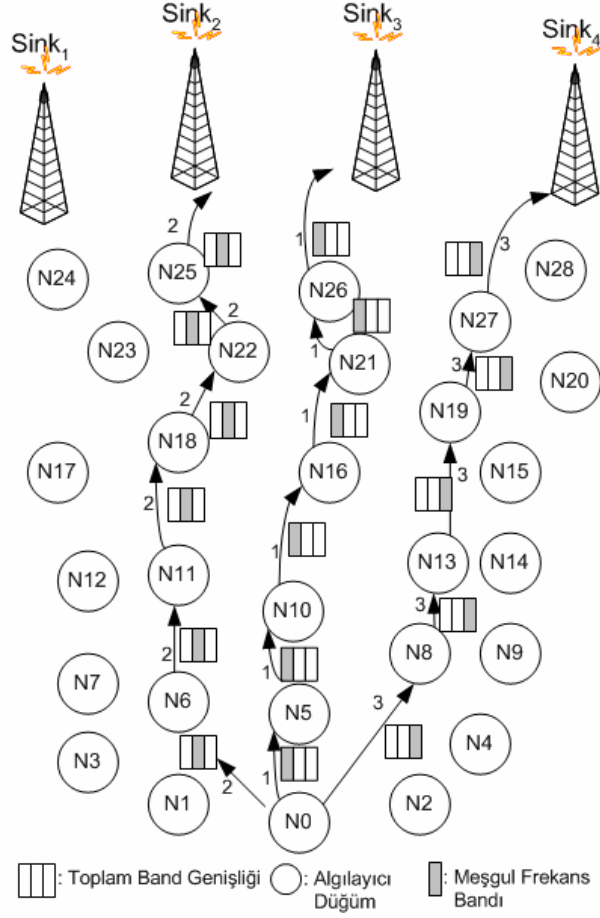 Sink2
Sink3
Sink1
Sink4
2
1
3
N24
N25
N26
N28
2
N27
N23
N22
N21
1
3
N20
2
N19
N18
1
N17
N16
N15
2
3
1
N12
N11
N13
N14
N10
3
2
N7
N6
1
N8
N9
N5
3
N3
N4
1
2
N1
N0
N2
: Toplam Band Genişliği
: Algılayıcı Düğüm
: Meşgul Frekans Bandı